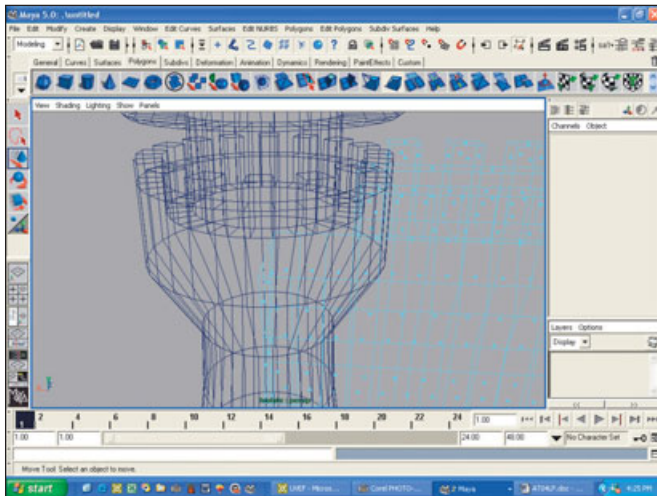 Maya 5.0: .\untitled
File Edit Modify Create Display Window Edit Curves Surfaces Edit NURBS Polygons Edit Polygons Subdiv Surfaces Help
Modeling
General Curves Surfaces Polygons Subdivs Deformation Animation Dynamics Rendering PaintEffects Custom
View Shading Lighting Show Panels
Channels Object
Layers Options
Display
2 4 6 8 10 12 14 16 18 20 22 24 1.00
1
1.00 1.00 24.00 48.00 No Character Set
Move Tool: Select an object to move.
start 2 Maya 4:25 PM